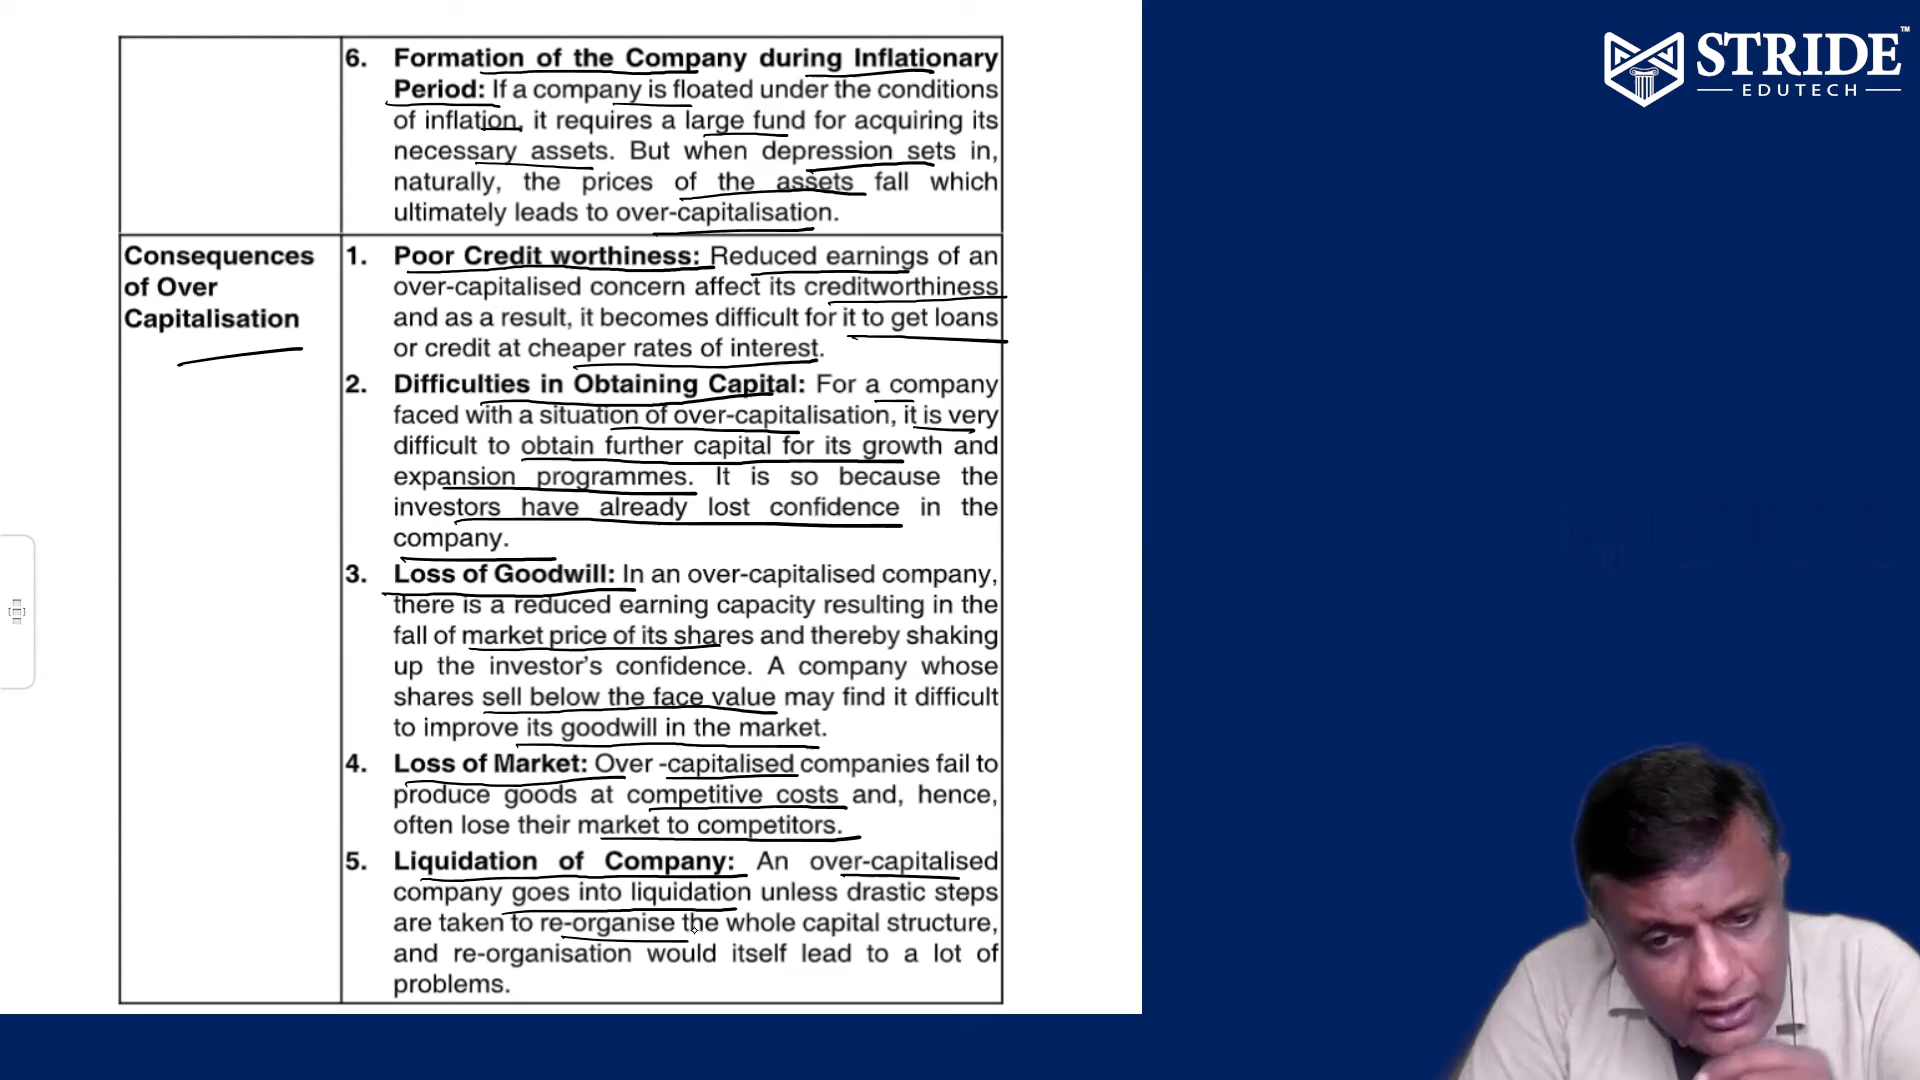 6. Formation of the Company during Inflationary
Period: If a company is floated under the conditions
of inflation, it requires a large fund for acquiring its
necessary assets. But when depression sets in,
naturally, the prices of the assets fall which
ultimately leads to over-capitalisation.
Consequences
of Over
Capitalisation
1. Poor Credit worthiness: Reduced earnings of an
over-capitalised concern affect its creditworthiness
and as a result, it becomes difficult for it to get loans
or credit at cheaper rates of interest.
2. Difficulties in Obtaining Capital: For a company
faced with a situation of over-capitalisation, it is very
difficult to obtain further capital for its growth and
expansion programmes. It is so because the
investors have already lost confidence in the
company.
3. Loss of Goodwill: In an over-capitalised company,
there is a reduced earning capacity resulting in the
fall of market price of its shares and thereby shaking
up the investor's confidence. A company whose
shares sell below the face value may find it difficult
to improve its goodwill in the market.
4. Loss of Market: Over -capitalised companies fail to
produce goods at competitive costs and, hence,
often lose their market to competitors.
5. Liquidation of Company: An over-capitalised
company goes into liquidation unless drastic steps
are taken to re-organise the whole capital structure,
and re-organisation would itself lead to a lot of
problems.
STRIDE™
EDUTECH